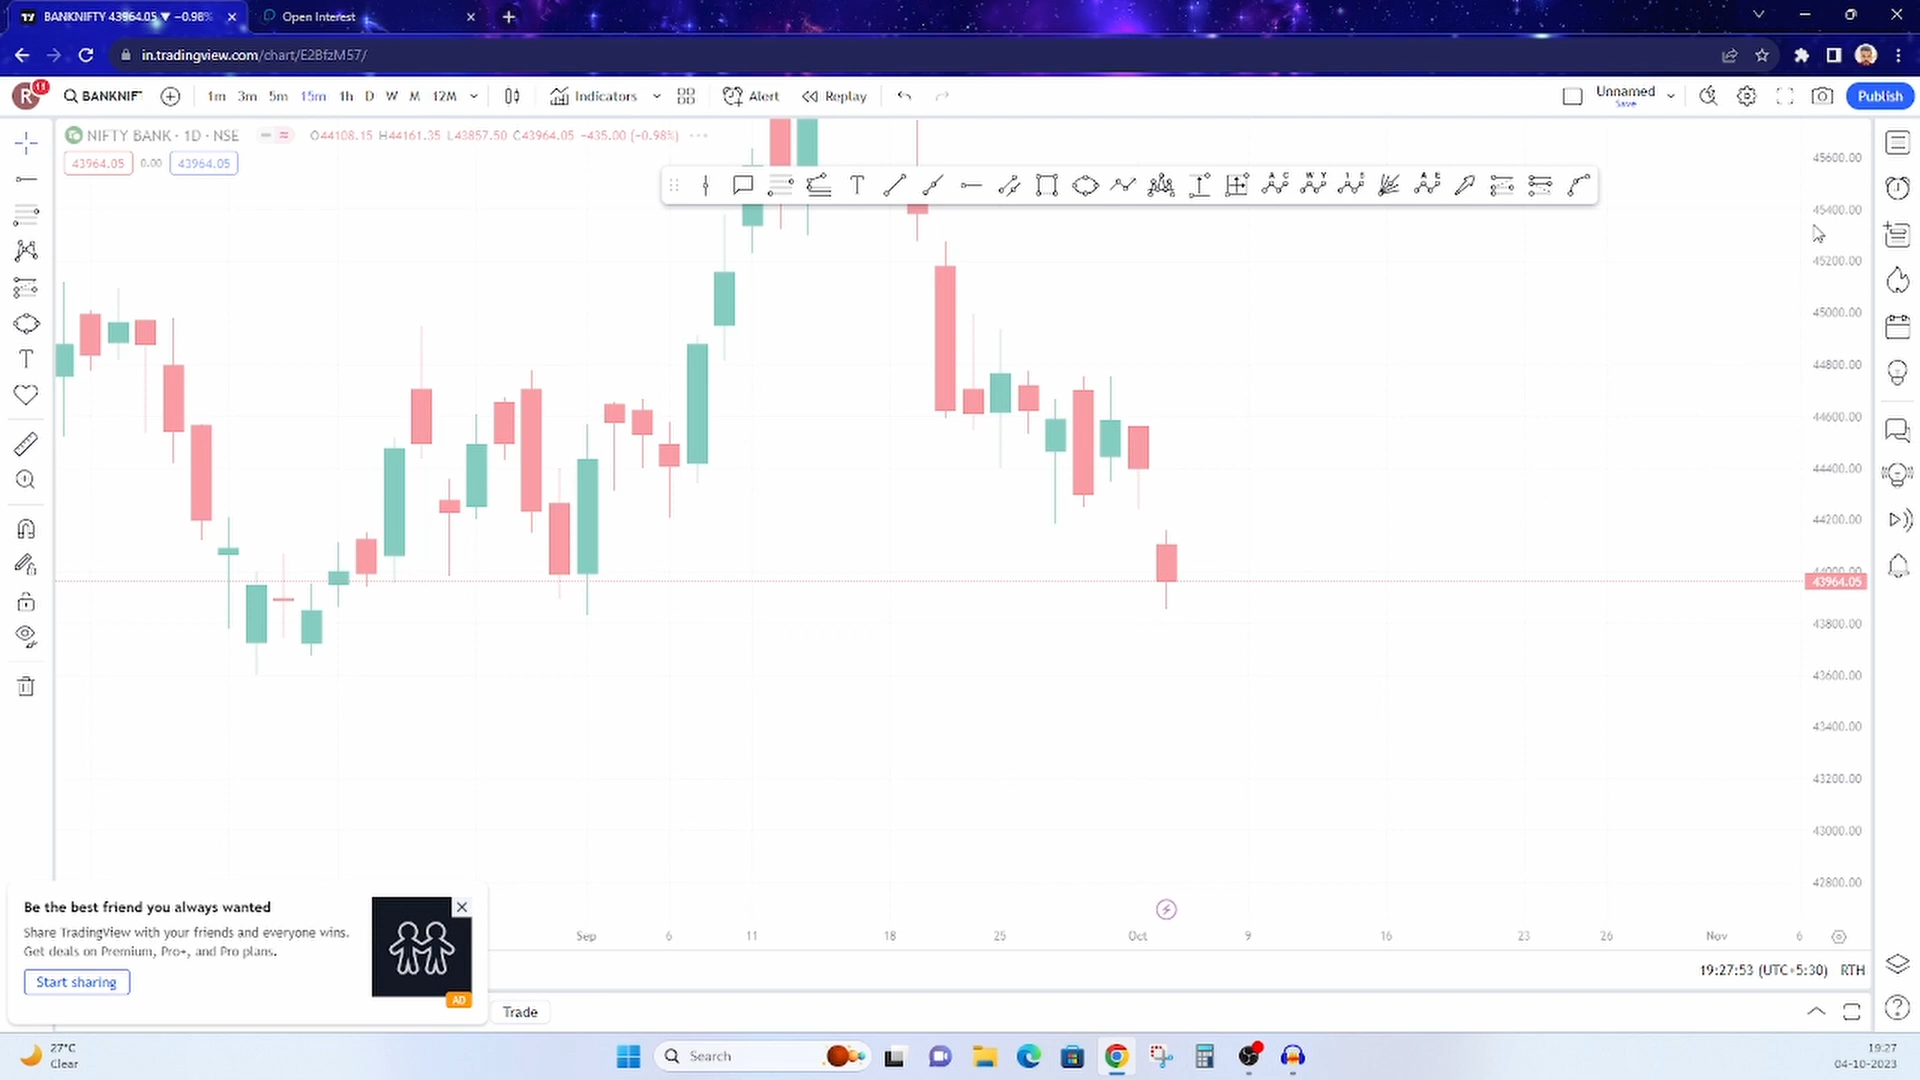 BANKNIFTY 43964.05 ▼ −0.98%
Open Interest
in.tradingview.com/chart/E2BfzM57/
R 11
BANKNIFT
1m 3m 5m 15m 1h D W M 12M
Indicators
Alert
Replay
Unnamed
Save
Publish
NIFTY BANK · 1D · NSE
O44108.15 H44161.35 L43857.50 C43964.05 −435.00 (−0.98%)
43964.05 0.00 43964.05
45600.00
45400.00
45200.00
45000.00
44800.00
44600.00
44400.00
44200.00
44000.00
43964.05
43800.00
43600.00
43400.00
43200.00
43000.00
42800.00
Sep 6 11 18 25 Oct 9 16 23 26 Nov 6
Be the best friend you always wanted
Share TradingView with your friends and everyone wins.
Get deals on Premium, Pro+, and Pro plans.
Start sharing
AD
19:27:53 (UTC+5:30) RTH
Trade
27°C
Clear
Search
19:27
04-10-2023